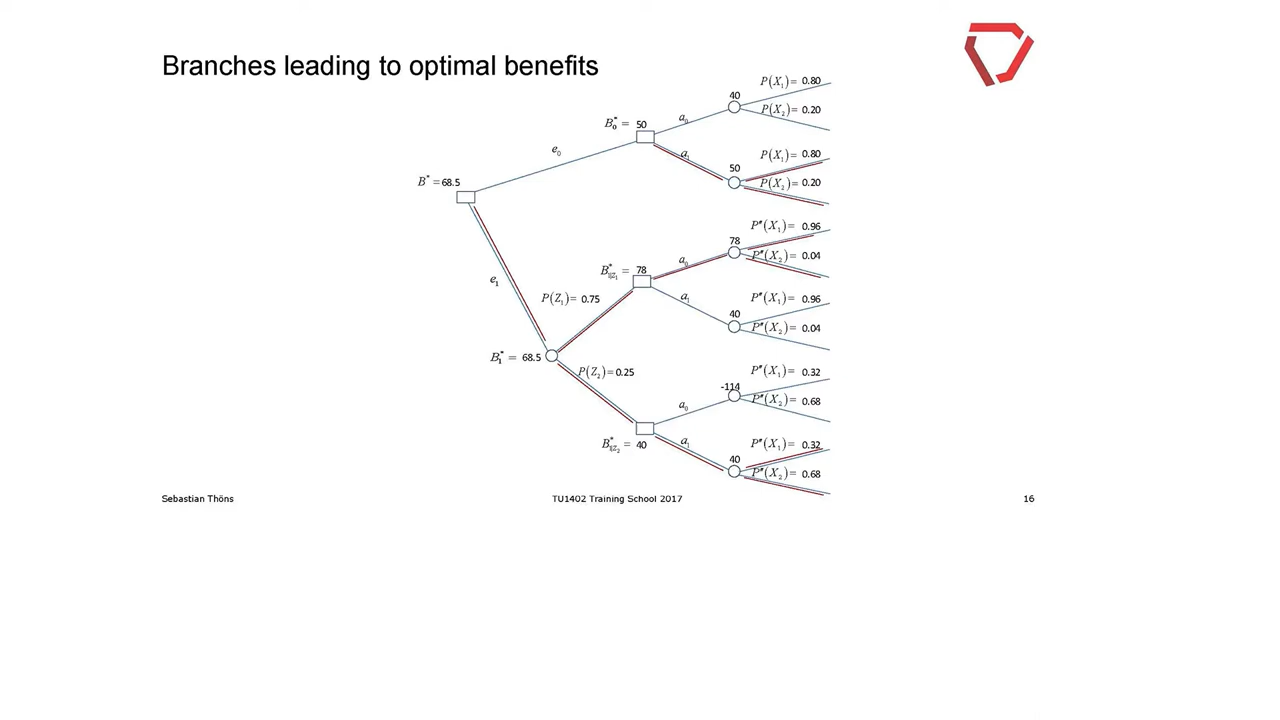 Branches leading to optimal benefits
P(X₁) = 0.80
40
P(X₂) = 0.20
a₀
B₀* = 50
e₀
a₁
P(X₁) = 0.80
50
P(X₂) = 0.20
B* = 68.5
P"(X₁) = 0.96
78
P"(X₂) = 0.04
a₀
B*₁|Z₁ = 78
e₁
P(Z₁) = 0.75
a₁
P"(X₁) = 0.96
40
P"(X₂) = 0.04
B₁* = 68.5
P(Z₂) = 0.25
P"(X₁) = 0.32
-114
P"(X₂) = 0.68
a₀
B*₁|Z₂ = 40
a₁
P"(X₁) = 0.32
40
P"(X₂) = 0.68
Sebastian Thöns
TU1402 Training School 2017
16